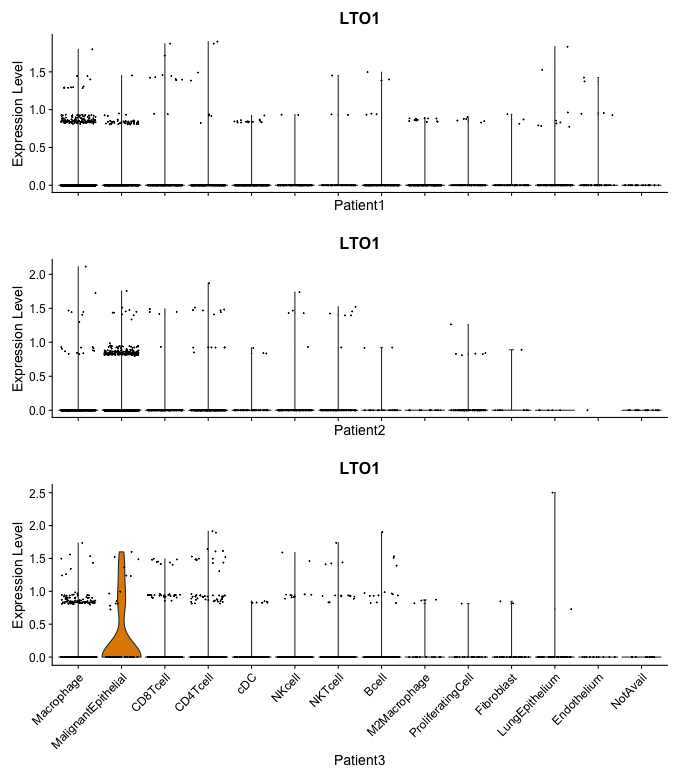 LTO1
Expression Level
1.5
1.0
0.5
0.0
Patient1
LTO1
Expression Level
2.0
1.5
1.0
0.5
0.0
Patient2
LTO1
Expression Level
2.5
2.0
1.5
1.0
0.5
0.0
Macrophage
MalignantEpithelial
CD8Tcell
CD4Tcell
cDC
NKcell
NKTcell
Bcell
M2Macrophage
ProliferatingCell
Fibroblast
LungEpithelium
Endothelium
NotAvail
Patient3